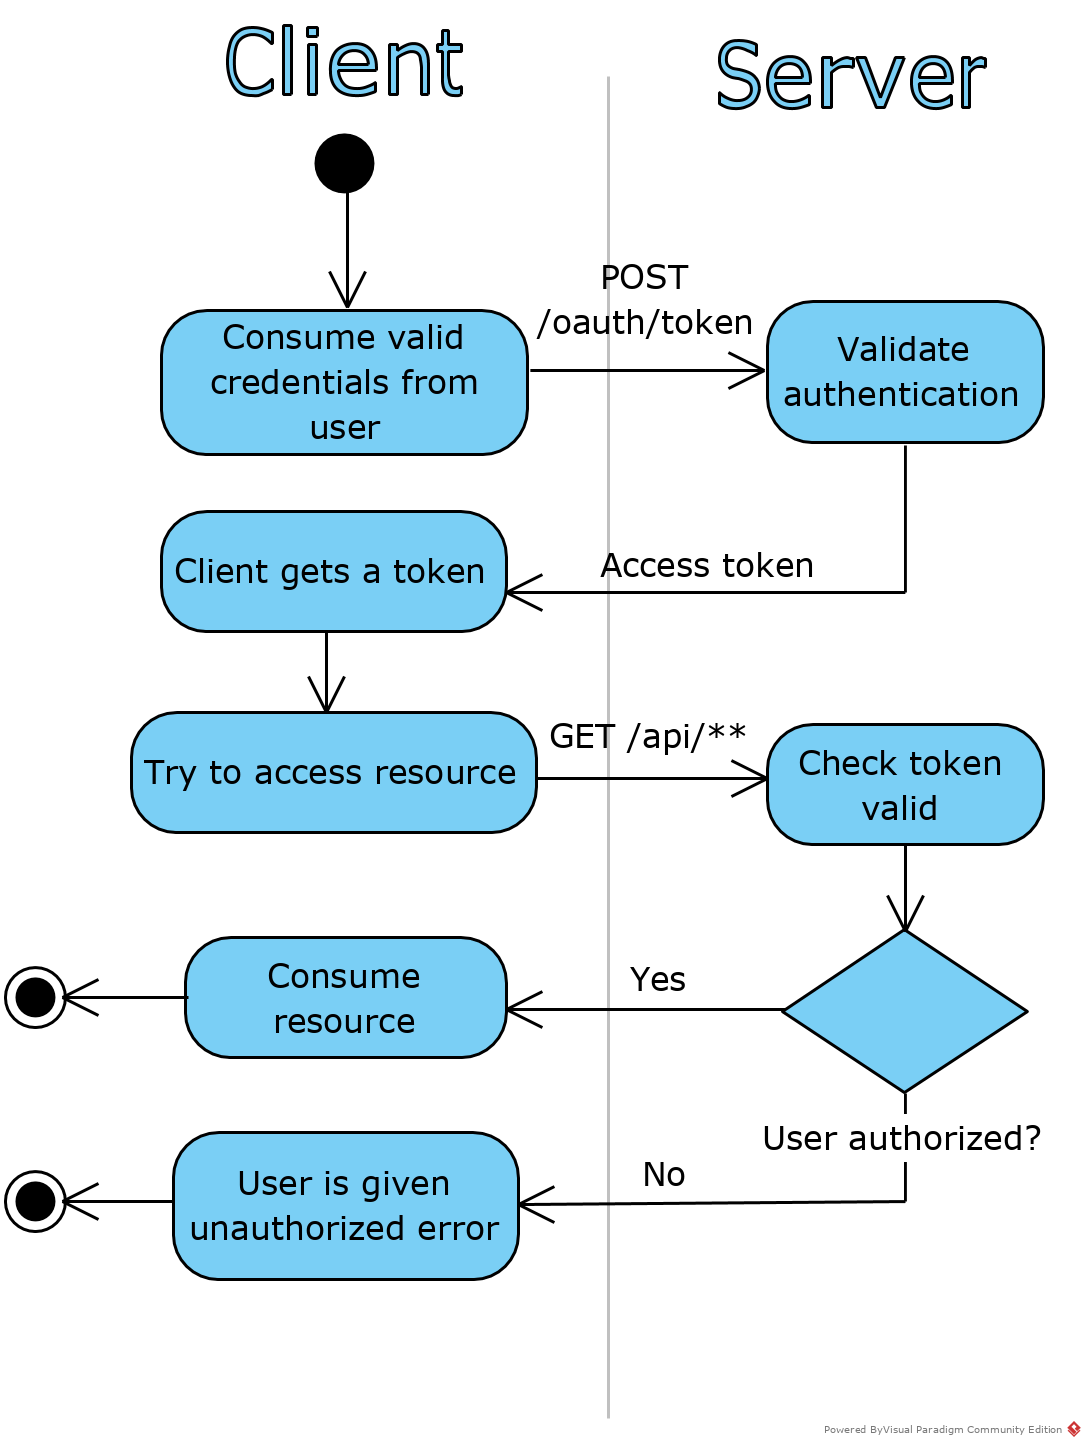 Client
Server
POST
/oauth/token
Consume valid
credentials from
user
Validate
authentication
Client gets a token
Access token
Try to access resource
GET /api/**
Check token
valid
Consume
resource
Yes
User authorized?
No
User is given
unauthorized error
Powered ByVisual Paradigm Community Edition